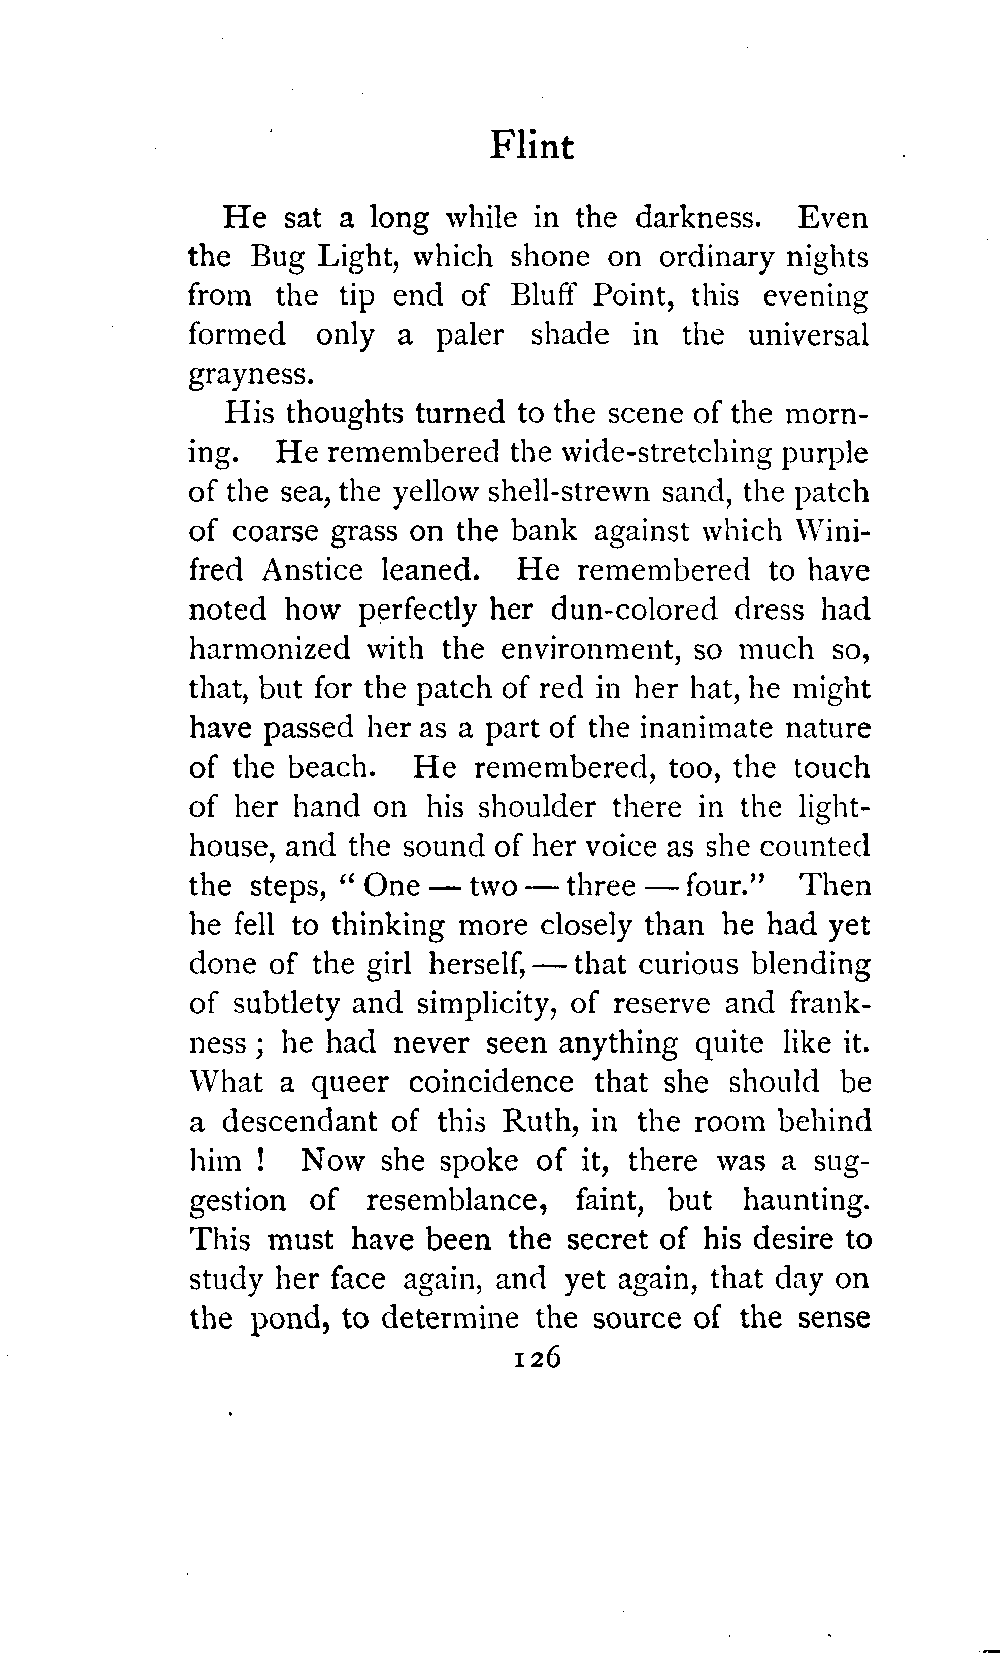 Flint
He sat a long while in the darkness. Even
the Bug Light, which shone on ordinary nights
from the tip end of Bluff Point, this evening
formed only a paler shade in the universal
grayness.
His thoughts turned to the scene of the morn-
ing. He remembered the wide-stretching purple
of the sea, the yellow shell-strewn sand, the patch
of coarse grass on the bank against which Wini-
fred Anstice leaned. He remembered to have
noted how perfectly her dun-colored dress had
harmonized with the environment, so much so,
that, but for the patch of red in her hat, he might
have passed her as a part of the inanimate nature
of the beach. He remembered, too, the touch
of her hand on his shoulder there in the light-
house, and the sound of her voice as she counted
the steps, “ One — two — three — four.” Then
he fell to thinking more closely than he had yet
done of the girl herself, — that curious blending
of subtlety and simplicity, of reserve and frank-
ness ; he had never seen anything quite like it.
What a queer coincidence that she should be
a descendant of this Ruth, in the room behind
him ! Now she spoke of it, there was a sug-
gestion of resemblance, faint, but haunting.
This must have been the secret of his desire to
study her face again, and yet again, that day on
the pond, to determine the source of the sense
126